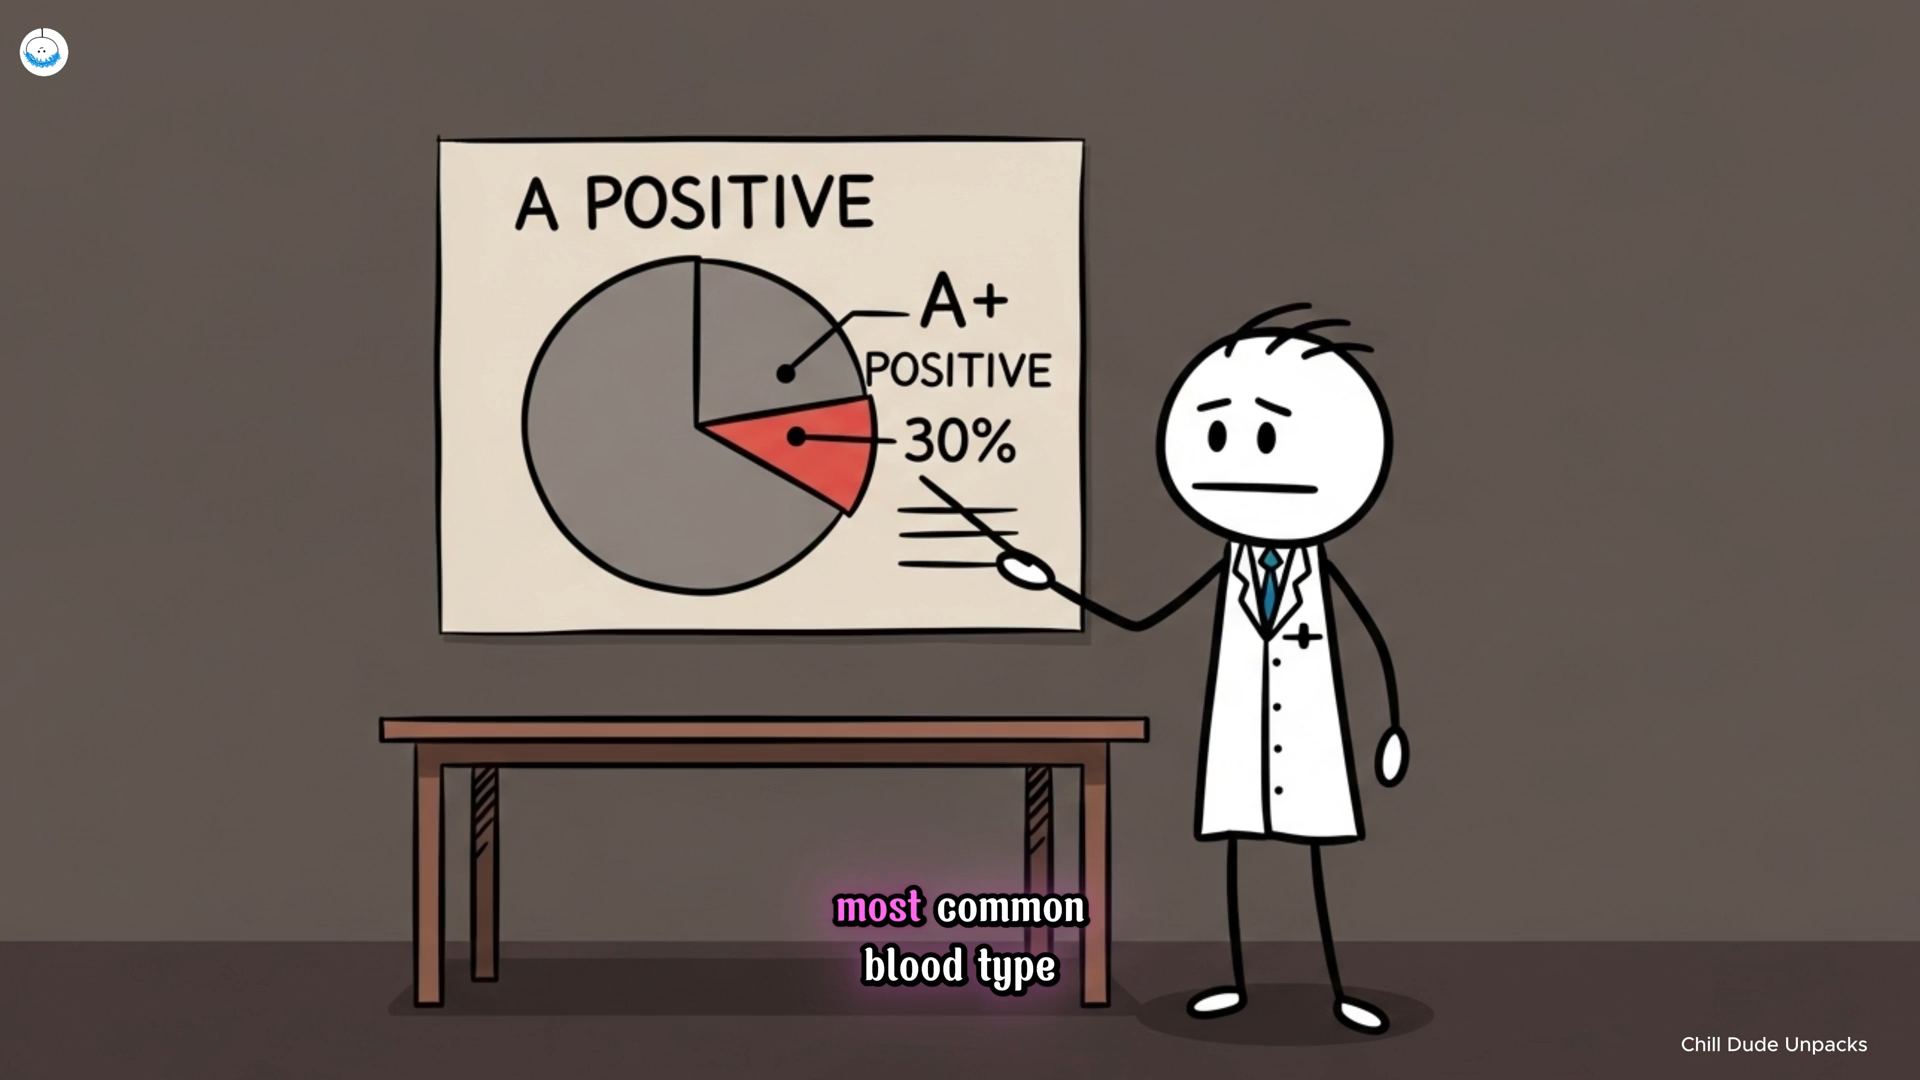 A POSITIVE
A+
POSITIVE
30%
most common
blood type
Chill Dude Unpacks